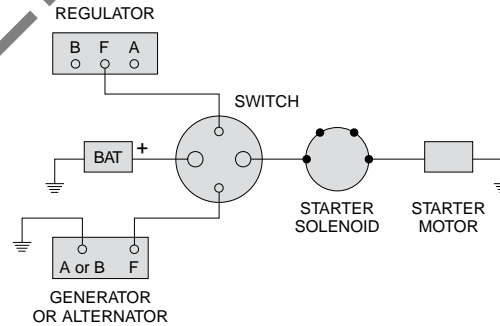 REGULATOR
B F A
SWITCH
BAT +
STARTER
SOLENOID
STARTER
MOTOR
A or B F
GENERATOR
OR ALTERNATOR